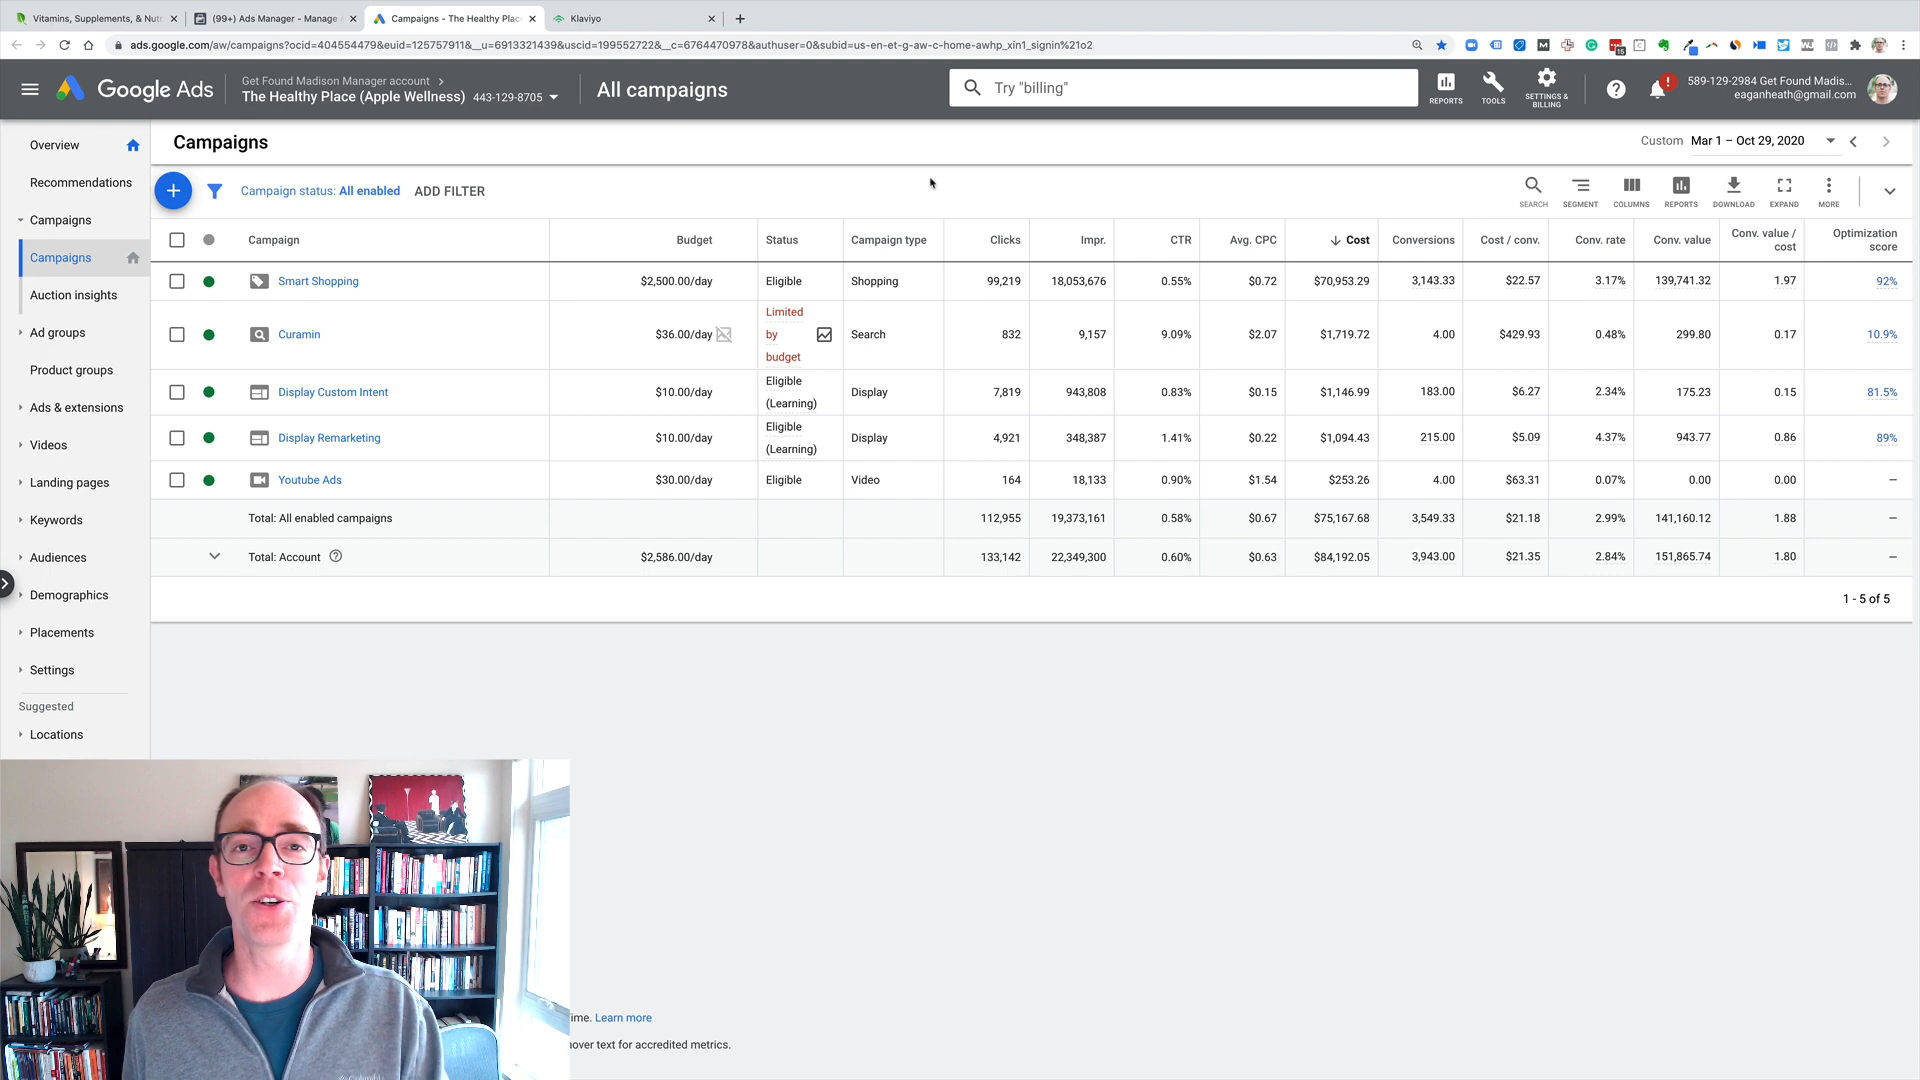 Vitamins, Supplements, & Nutr
(99+) Ads Manager - Manage A
Campaigns - The Healthy Place
Klaviyo
ads.google.com/aw/campaigns?ocid=404554479&euid=125757911&__u=6913321439&uscid=199552722&__c=6764470978&authuser=0&subid=us-en-et-g-aw-c-home-awhp_xin1_signin%21o2
15
Google Ads
Get Found Madison Manager account
The Healthy Place (Apple Wellness) 443-129-8705
All campaigns
Try "billing"
REPORTS
TOOLS
SETTINGS & BILLING
589-129-2984 Get Found Madis...
eaganheath@gmail.com
Overview
Recommendations
Campaigns
Campaigns
Auction insights
Ad groups
Product groups
Ads & extensions
Videos
Landing pages
Keywords
Audiences
Demographics
Placements
Settings
Suggested
Locations
Campaigns
Custom Mar 1 – Oct 29, 2020
Campaign status: All enabled ADD FILTER
SEARCH SEGMENT COLUMNS REPORTS DOWNLOAD EXPAND MORE
Campaign Budget Status Campaign type Clicks Impr. CTR Avg. CPC Cost Conversions Cost / conv. Conv. rate Conv. value Conv. value / cost Optimization score
Smart Shopping $2,500.00/day Eligible Shopping 99,219 18,053,676 0.55% $0.72 $70,953.29 3,143.33 $22.57 3.17% 139,741.32 1.97 92%
Curamin $36.00/day Limited by budget Search 832 9,157 9.09% $2.07 $1,719.72 4.00 $429.93 0.48% 299.80 0.17 10.9%
Display Custom Intent $10.00/day Eligible (Learning) Display 7,819 943,808 0.83% $0.15 $1,146.99 183.00 $6.27 2.34% 175.23 0.15 81.5%
Display Remarketing $10.00/day Eligible (Learning) Display 4,921 348,387 1.41% $0.22 $1,094.43 215.00 $5.09 4.37% 943.77 0.86 89%
Youtube Ads $30.00/day Eligible Video 164 18,133 0.90% $1.54 $253.26 4.00 $63.31 0.07% 0.00 0.00 –
Total: All enabled campaigns 112,955 19,373,161 0.58% $0.67 $75,167.68 3,549.33 $21.18 2.99% 141,160.12 1.88 –
Total: Account $2,586.00/day 133,142 22,349,300 0.60% $0.63 $84,192.05 3,943.00 $21.35 2.84% 151,865.74 1.80 –
1 - 5 of 5
ime. Learn more
hover text for accredited metrics.
Columbia